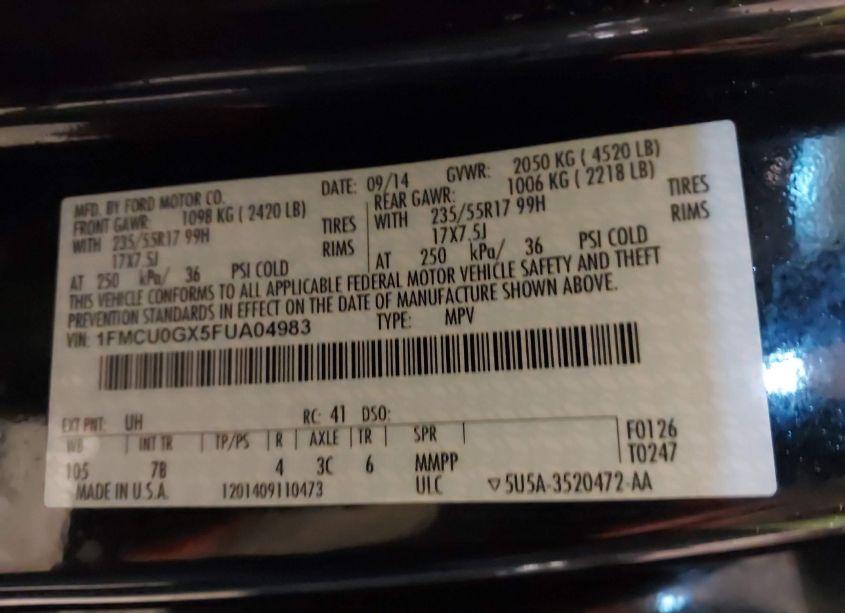 MFD. BY FORD MOTOR CO. DATE: 09/14 GVWR: 2050 KG ( 4520 LB)
FRONT GAWR: 1098 KG ( 2420 LB) REAR GAWR: 1006 KG ( 2218 LB)
WITH 235/55R17 99H TIRES WITH 235/55R17 99H TIRES
17X7.5J RIMS 17X7.5J RIMS
AT 250 kPa/ 36 PSI COLD AT 250 kPa/ 36 PSI COLD
THIS VEHICLE CONFORMS TO ALL APPLICABLE FEDERAL MOTOR VEHICLE SAFETY AND THEFT
PREVENTION STANDARDS IN EFFECT ON THE DATE OF MANUFACTURE SHOWN ABOVE.
VIN: 1FMCU0GX5FUA04983 TYPE: MPV
EXT PNT: UH RC: 41 DSO:
WB INT TR TP/PS R AXLE TR SPR F0126
105 7B 4 3C 6 MMPP T0247
MADE IN U.S.A. 1201409110473 ULC ▽ 5U5A-3520472-AA